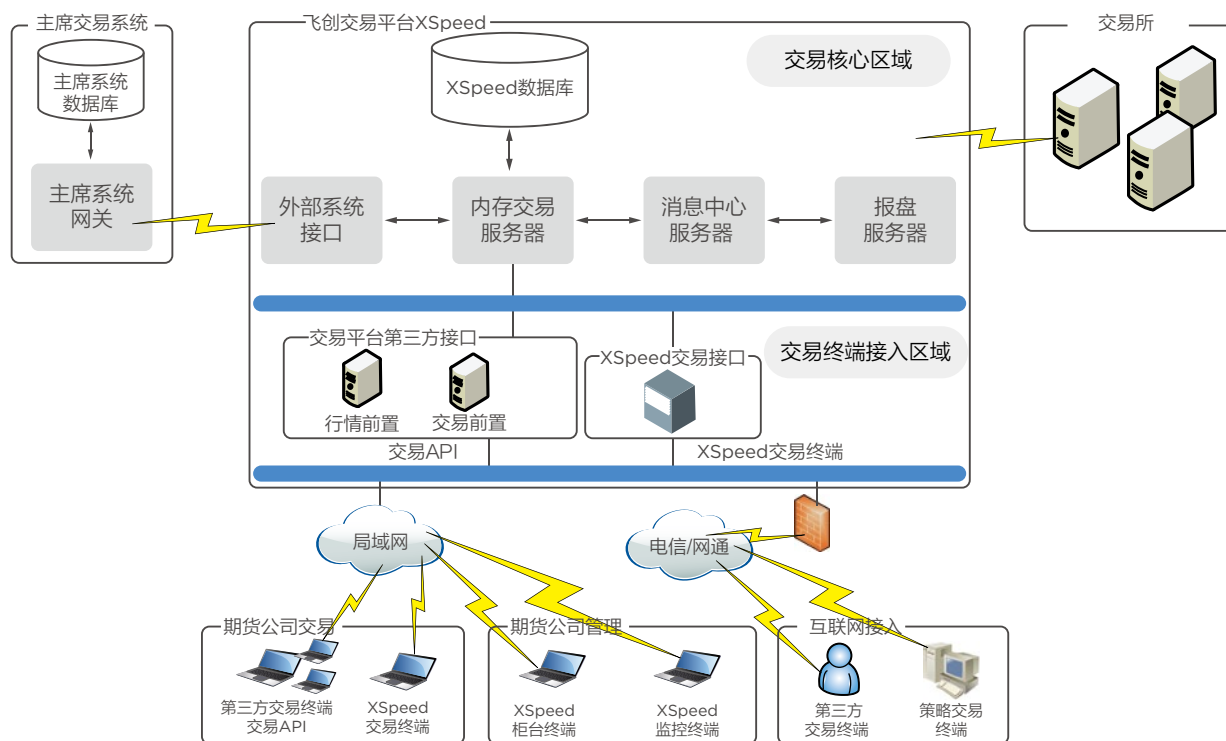 主席交易系统
飞创交易平台XSpeed
交易所
主席系统
数据库
XSpeed数据库
交易核心区域
主席系统
网关
外部系统
接口
内存交易
服务器
消息中心
服务器
报盘
服务器
交易平台第三方接口
XSpeed交易接口
交易终端接入区域
行情前置
交易前置
交易API
XSpeed交易终端
局域网
电信/网通
期货公司交易
期货公司管理
互联网接入
第三方交易终端
交易API
XSpeed
交易终端
XSpeed
柜台终端
XSpeed
监控终端
第三方
交易终端
策略交易
终端